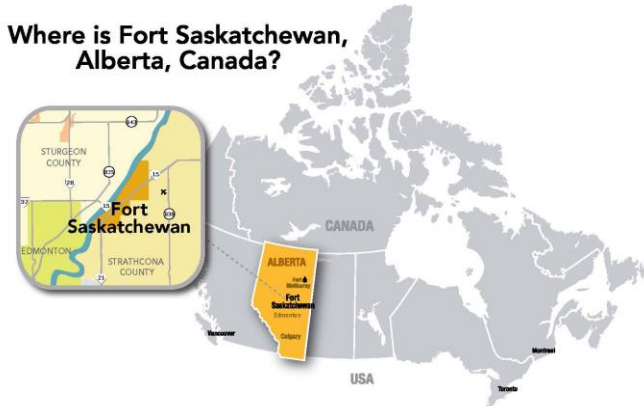 Where is Fort Saskatchewan,
Alberta, Canada?
643
STURGEON
COUNTY
28
825
15
37
15
Fort
Saskatchewan
830
EDMONTON
STRATHCONA
COUNTY
21
CANADA
ALBERTA
Fort
McMurray
Fort
Saskatchewan
Edmonton
Calgary
Vancouver
Montreal
Toronto
USA